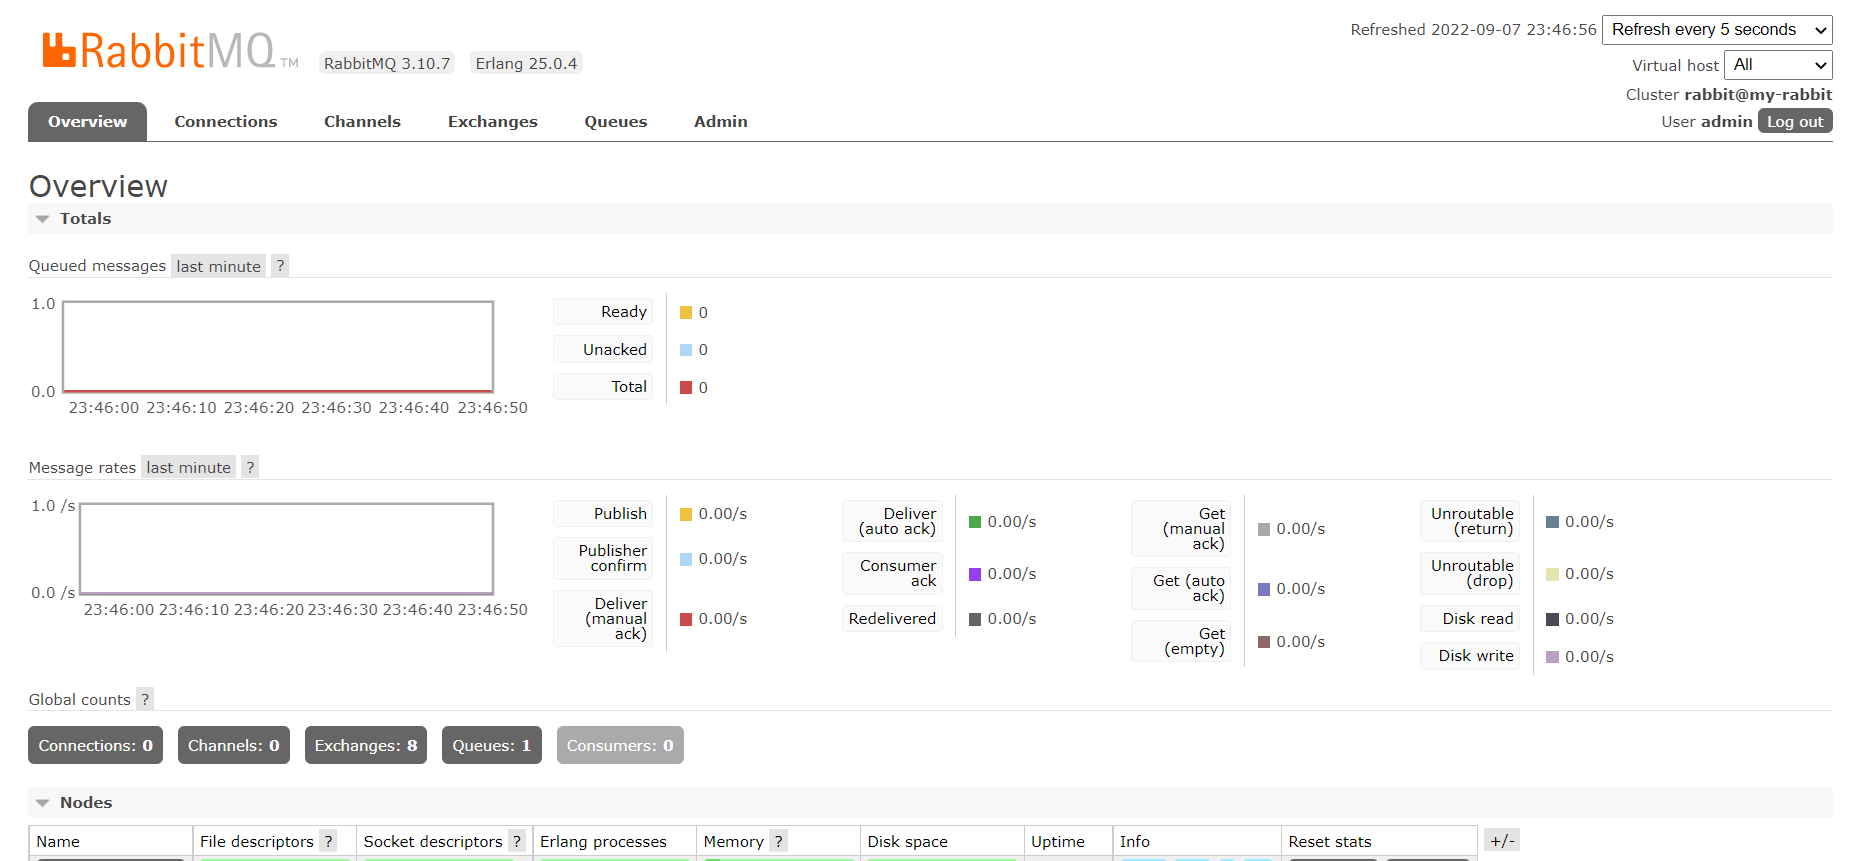 RabbitMQ TM RabbitMQ 3.10.7 Erlang 25.0.4
Refreshed 2022-09-07 23:46:56 Refresh every 5 seconds
Virtual host All
Cluster rabbit@my-rabbit
User admin Log out
Overview Connections Channels Exchanges Queues Admin
Overview
Totals
Queued messages last minute ?
1.0
0.0
23:46:00 23:46:10 23:46:20 23:46:30 23:46:40 23:46:50
Ready 0
Unacked 0
Total 0
Message rates last minute ?
1.0 /s
0.0 /s
23:46:00 23:46:10 23:46:20 23:46:30 23:46:40 23:46:50
Publish 0.00/s
Publisher
confirm 0.00/s
Deliver
(manual
ack) 0.00/s
Deliver
(auto ack) 0.00/s
Consumer
ack 0.00/s
Redelivered 0.00/s
Get
(manual
ack) 0.00/s
Get (auto
ack) 0.00/s
Get
(empty) 0.00/s
Unroutable
(return) 0.00/s
Unroutable
(drop) 0.00/s
Disk read 0.00/s
Disk write 0.00/s
Global counts ?
Connections: 0 Channels: 0 Exchanges: 8 Queues: 1 Consumers: 0
Nodes
Name File descriptors ? Socket descriptors ? Erlang processes Memory ? Disk space Uptime Info Reset stats +/-